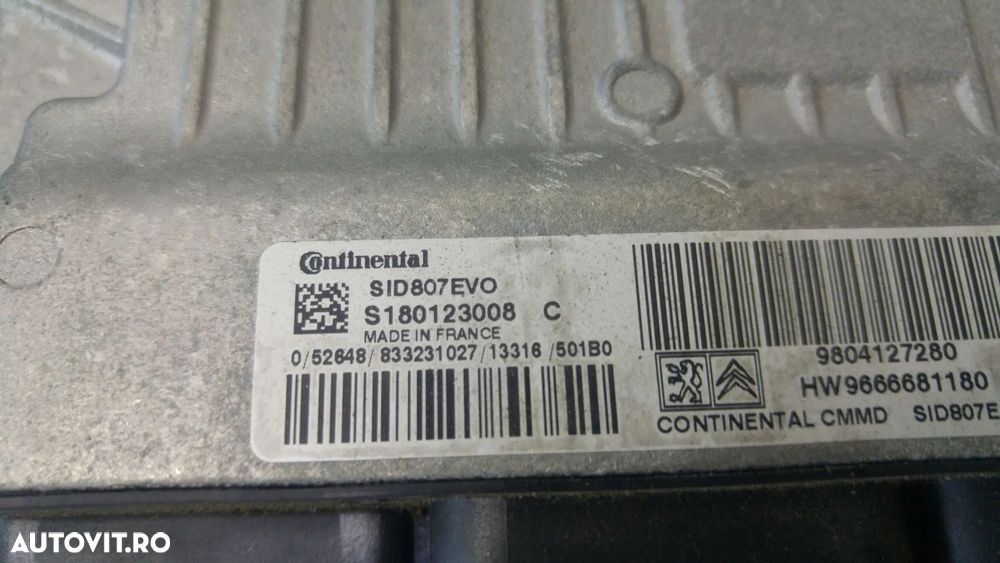 Continental
SID807EVO
S180123008 C
MADE IN FRANCE
0/52648/833231027/13316/501B0
9804127280
HW9666681180
CONTINENTAL CMMD SID807E
AUTOVIT.RO